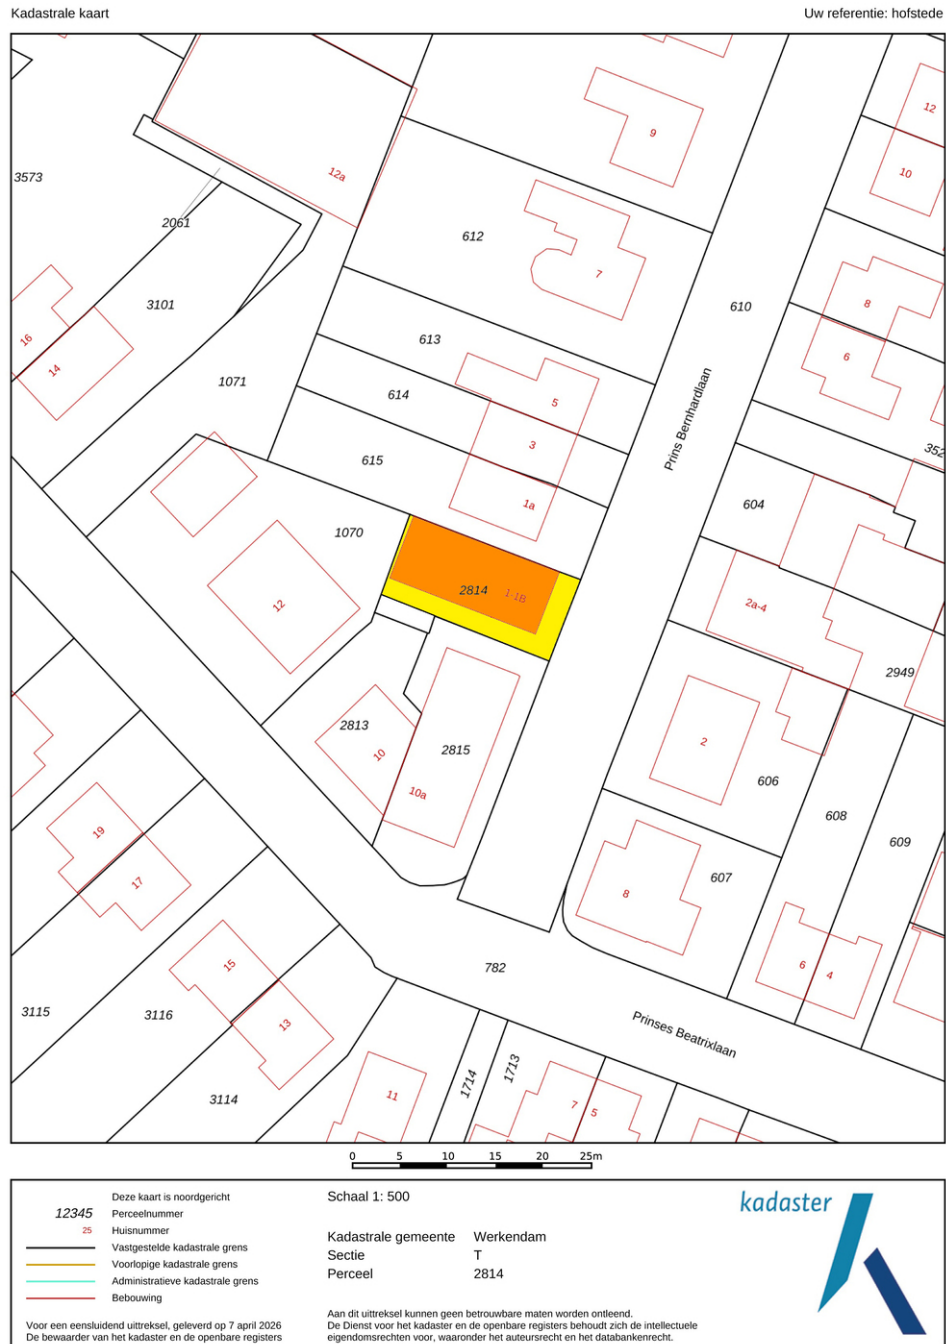 Kadastrale kaart
Uw referentie: hofstede
12
9
10
12a
3573
2061
612
7
8
610
3101
16
613
6
14
1071
614
5
Prins Bernhardlaan
3
352
615
1a
604
1070
2814
1-1B
12
2a-4
2949
2813
2
10
2815
606
10a
608
19
609
607
17
8
15
6
4
782
3115
3116
13
Prinses Beatrixlaan
1714
1713
3114
11
7
5
0 5 10 15 20 25m
Deze kaart is noordgericht
12345 Perceelnummer
25 Huisnummer
Vastgestelde kadastrale grens
Voorlopige kadastrale grens
Administratieve kadastrale grens
Bebouwing
Voor een eensluidend uittreksel, geleverd op 7 april 2026
De bewaarder van het kadaster en de openbare registers
Schaal 1: 500
Kadastrale gemeente Werkendam
Sectie T
Perceel 2814
Aan dit uittreksel kunnen geen betrouwbare maten worden ontleend.
De Dienst voor het kadaster en de openbare registers behoudt zich de intellectuele
eigendomsrechten voor, waaronder het auteursrecht en het databankenrecht.
kadaster